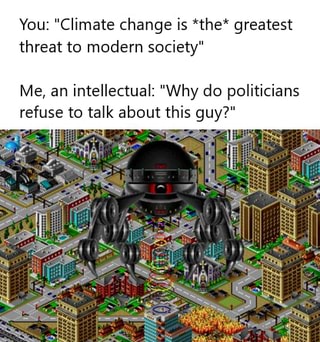 You: "Climate change is *the* greatest
threat to modern society"
Me, an intellectual: "Why do politicians
refuse to talk about this guy?"